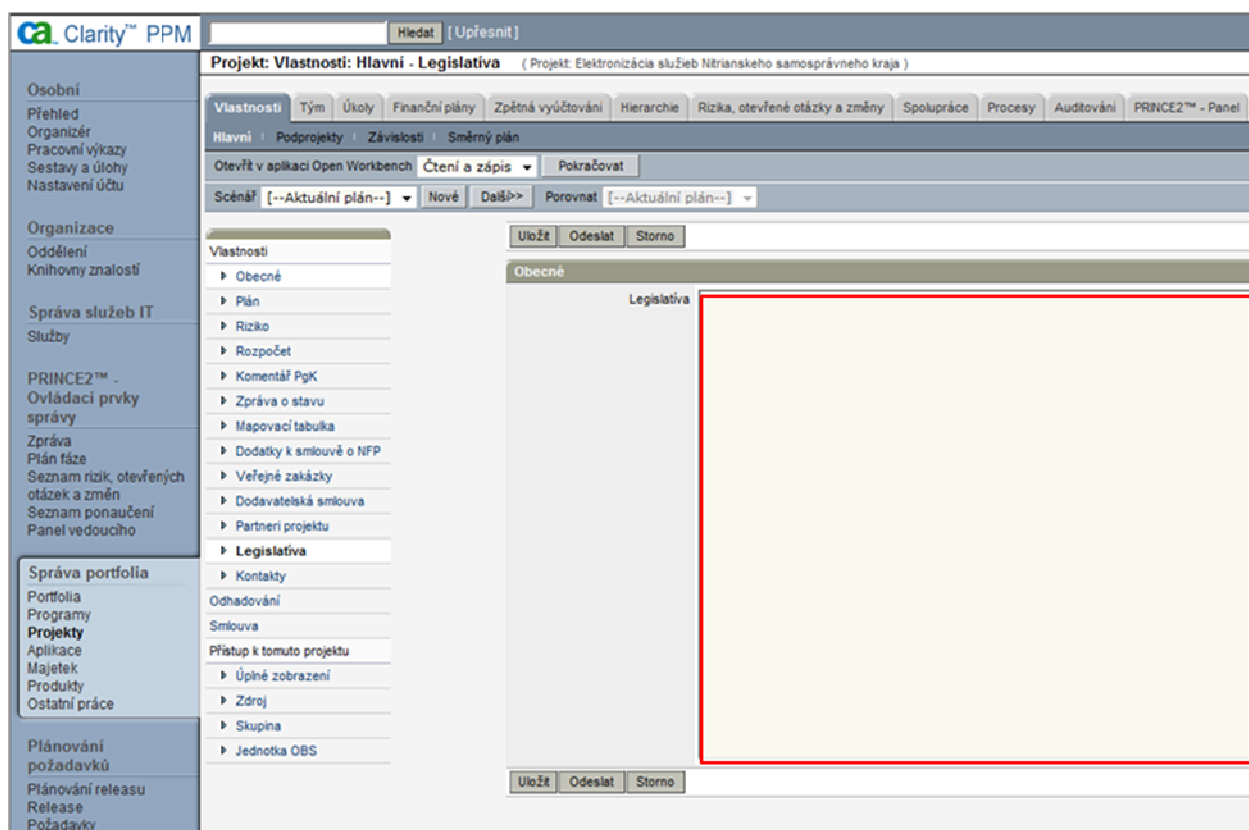 ca Clarity™ PPM
Hledat [ Upřesnit ]
Projekt: Vlastnosti: Hlavní - Legislatíva ( Projekt: Elektronizácia služieb Nitrianskeho samosprávneho kraja )
Vlastnosti Tým Úkoly Finanční plány Zpětná vyúčtování Hierarchie Rizika, otevřené otázky a změny Spolupráce Procesy Auditování PRINCE2™ - Panel
Hlavní Podprojekty Závislosti Směrný plán
Otevřít v aplikaci Open Workbench Čtení a zápis Pokračovat
Scénář [--Aktuální plán--] Nové Další>> Porovnat [--Aktuální plán--]
Osobní
Přehled
Organizér
Pracovní výkazy
Sestavy a úlohy
Nastavení účtu
Organizace
Oddělení
Knihovny znalostí
Správa služeb IT
Služby
PRINCE2™ -
Ovládací prvky
správy
Zpráva
Plán fáze
Seznam rizik, otevřených
otázek a změn
Seznam ponaučení
Panel vedoucího
Správa portfolia
Portfolia
Programy
Projekty
Aplikace
Majetek
Produkty
Ostatní práce
Plánování
požadavků
Plánování releasu
Release
Požadavky
Vlastnosti
Obecné
Plán
Riziko
Rozpočet
Komentář PgK
Zpráva o stavu
Mapovací tabulka
Dodatky k smlouvě o NFP
Veřejné zakázky
Dodavatelská smlouva
Partneri projektu
Legislatíva
Kontakty
Odhadování
Smlouva
Přístup k tomuto projektu
Úplné zobrazení
Zdroj
Skupina
Jednotka OBS
Uložit Odeslat Storno
Obecné
Legislatíva
Uložit Odeslat Storno